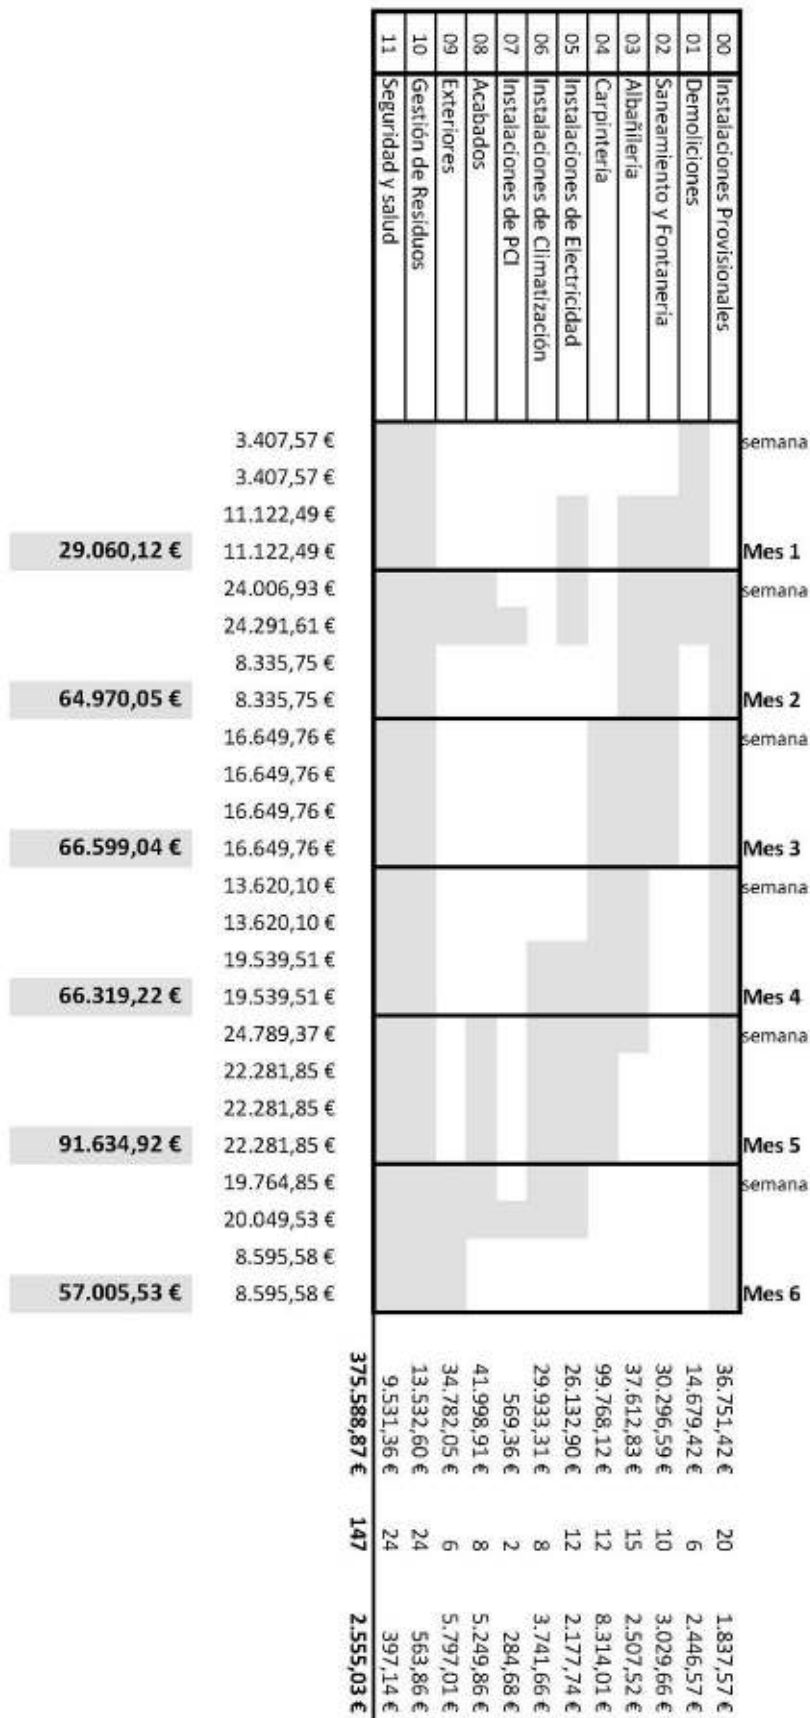 00 Instalaciones Provisionales 36.751,42 € 20 1.837,57 €
01 Demoliciones 14.679,42 € 6 2.446,57 €
02 Saneamiento y Fontanería 30.296,59 € 10 3.029,66 €
03 Albañilería 37.612,83 € 15 2.507,52 €
04 Carpintería 99.768,12 € 12 8.314,01 €
05 Instalaciones de Electricidad 26.132,90 € 12 2.177,74 €
06 Instalaciones de Climatización 29.933,31 € 8 3.741,66 €
07 Instalaciones de PCI 569,36 € 2 284,68 €
08 Acabados 41.998,91 € 8 5.249,86 €
09 Exteriores 34.782,05 € 6 5.797,01 €
10 Gestión de Residuos 13.532,60 € 24 563,86 €
11 Seguridad y salud 9.531,36 € 24 397,14 €
375.588,87 € 147 2.555,03 €
3.407,57 € semana
3.407,57 €
11.122,49 €
29.060,12 € 11.122,49 € Mes 1
24.006,93 € semana
24.291,61 €
8.335,75 €
64.970,05 € 8.335,75 € Mes 2
16.649,76 € semana
16.649,76 €
16.649,76 €
66.599,04 € 16.649,76 € Mes 3
13.620,10 € semana
13.620,10 €
19.539,51 €
66.319,22 € 19.539,51 € Mes 4
24.789,37 € semana
22.281,85 €
22.281,85 €
91.634,92 € 22.281,85 € Mes 5
19.764,85 € semana
20.049,53 €
8.595,58 €
57.005,53 € 8.595,58 € Mes 6